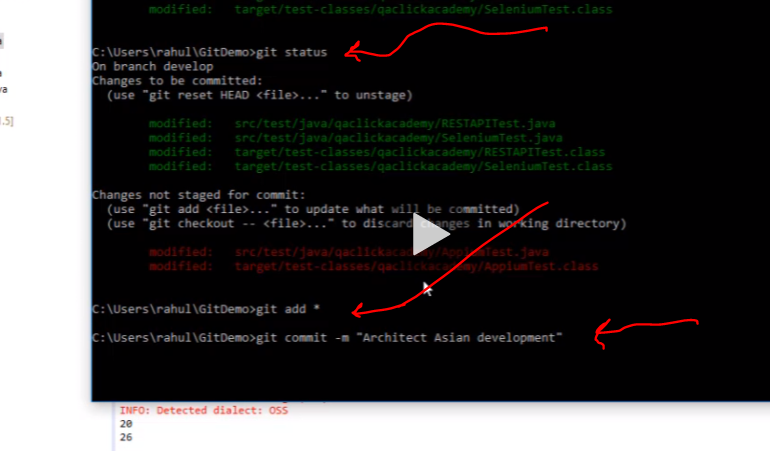 modified: target/test-classes/qaclickacademy/SeleniumTest.class
C:\Users\rahul\GitDemo>git status
On branch develop
Changes to be committed:
(use "git reset HEAD <file>..." to unstage)
modified: src/test/java/qaclickacademy/RESTAPITest.java
modified: src/test/java/qaclickacademy/SeleniumTest.java
modified: target/test-classes/qaclickacademy/RESTAPITest.class
modified: target/test-classes/qaclickacademy/SeleniumTest.class
Changes not staged for commit:
(use "git add <file>..." to update what will be committed)
(use "git checkout -- <file>..." to discard changes in working directory)
modified: src/test/java/qaclickacademy/AppiumTest.java
modified: target/test-classes/qaclickacademy/AppiumTest.class
C:\Users\rahul\GitDemo>git add *
C:\Users\rahul\GitDemo>git commit -m "Architect Asian development"
INFO: Detected dialect: OSS
20
26
va
.5]